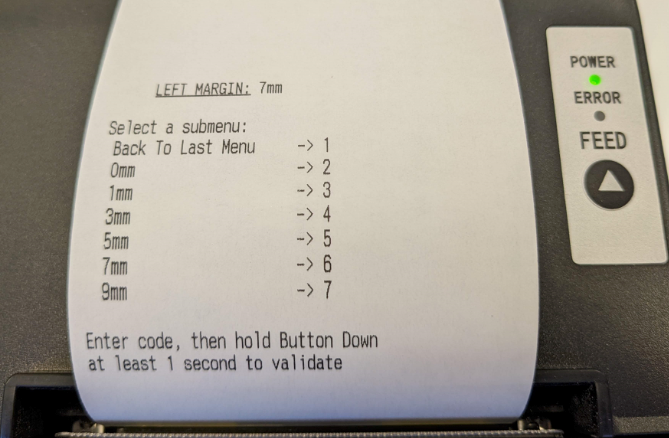 LEFT MARGIN: 7mm
Select a submenu:
Back To Last Menu -> 1
0mm -> 2
1mm -> 3
3mm -> 4
5mm -> 5
7mm -> 6
9mm -> 7
Enter code, then hold Button Down
at least 1 second to validate
POWER
ERROR
FEED